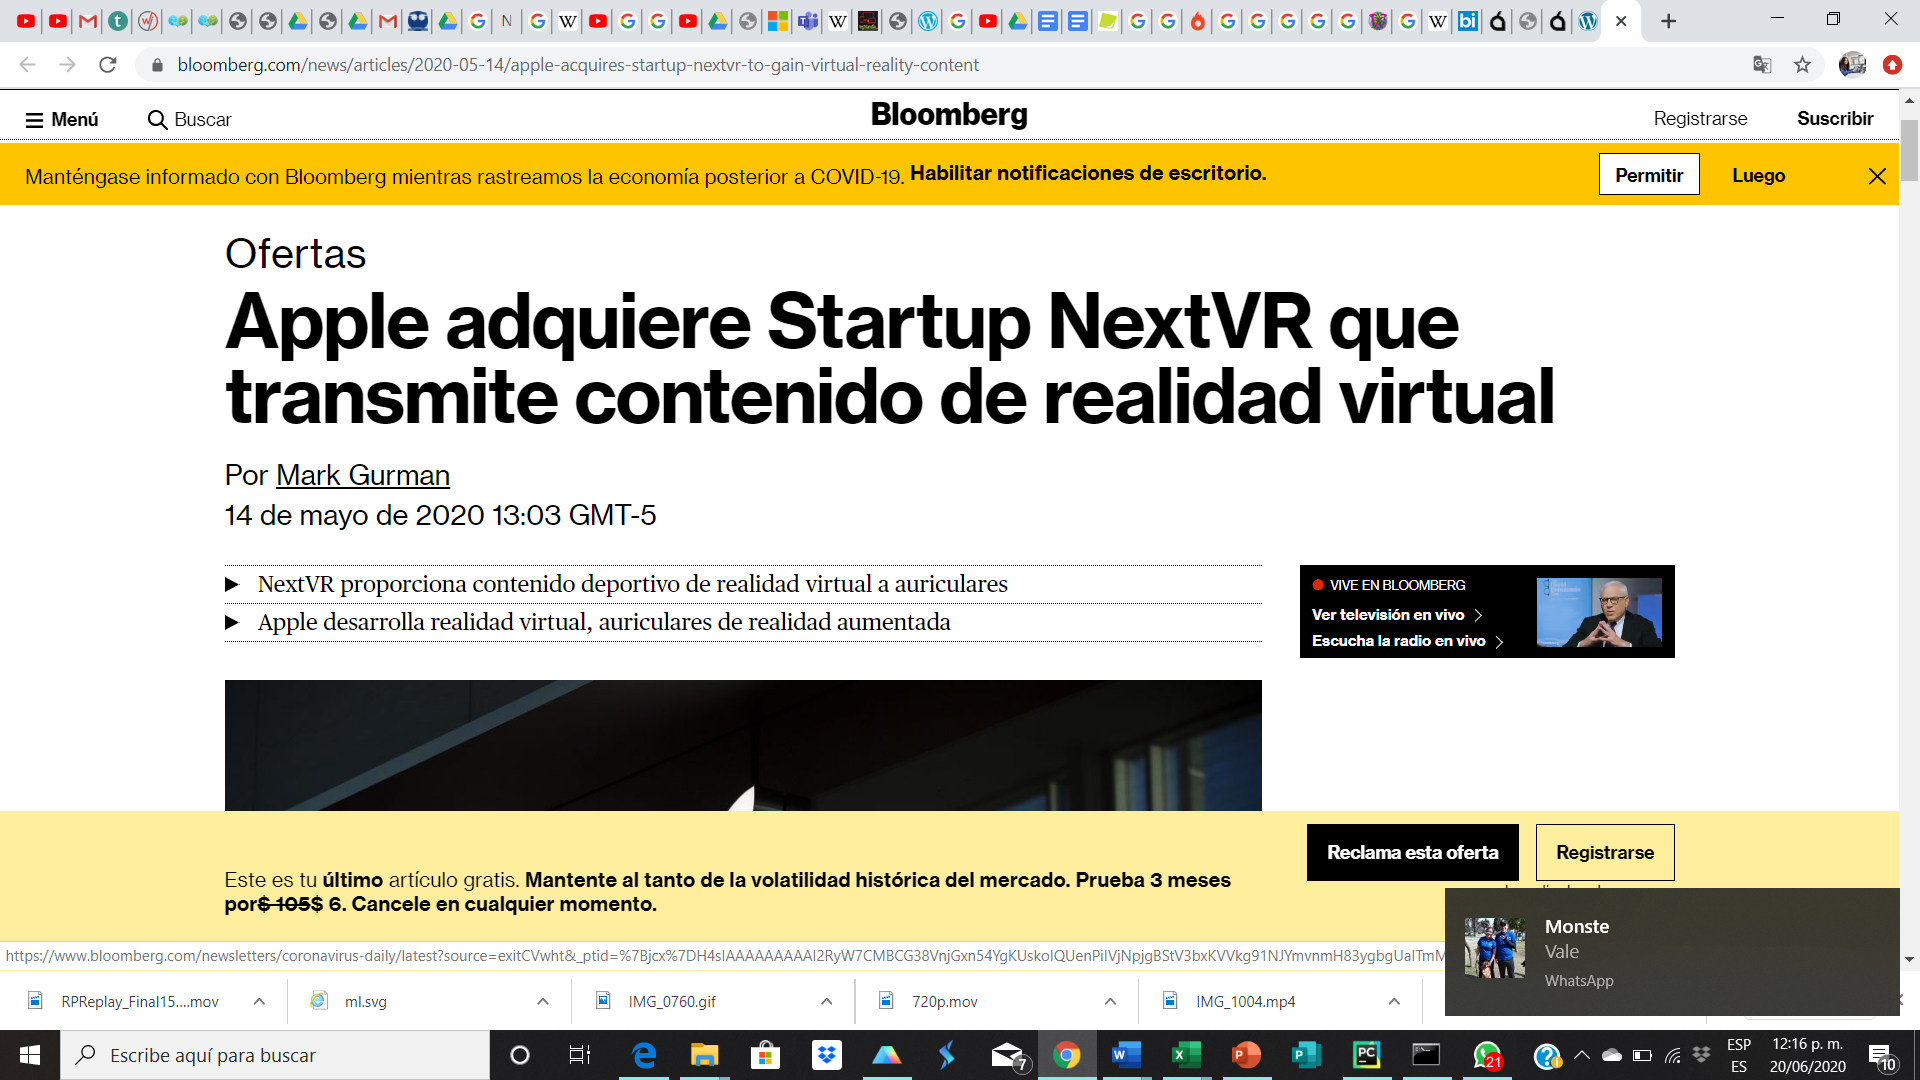 bloomberg.com/news/articles/2020-05-14/apple-acquires-startup-nextvr-to-gain-virtual-reality-content
Menú
Buscar
Bloomberg
Registrarse
Suscribir
Manténgase informado con Bloomberg mientras rastreamos la economía posterior a COVID-19. Habilitar notificaciones de escritorio.
Permitir
Luego
Ofertas
Apple adquiere Startup NextVR que
transmite contenido de realidad virtual
Por Mark Gurman
14 de mayo de 2020 13:03 GMT-5
NextVR proporciona contenido deportivo de realidad virtual a auriculares
Apple desarrolla realidad virtual, auriculares de realidad aumentada
VIVE EN BLOOMBERG
Ver televisión en vivo
Escucha la radio en vivo
Este es tu último artículo gratis. Mantente al tanto de la volatilidad histórica del mercado. Prueba 3 meses
por$ 105$ 6. Cancele en cualquier momento.
Reclama esta oferta
Registrarse
Monste
Vale
WhatsApp
RPReplay_Final15....mov
ml.svg
IMG_0760.gif
720p.mov
IMG_1004.mp4
Escribe aquí para buscar
7
21
ESP
ES
12:16 p. m.
20/06/2020
10